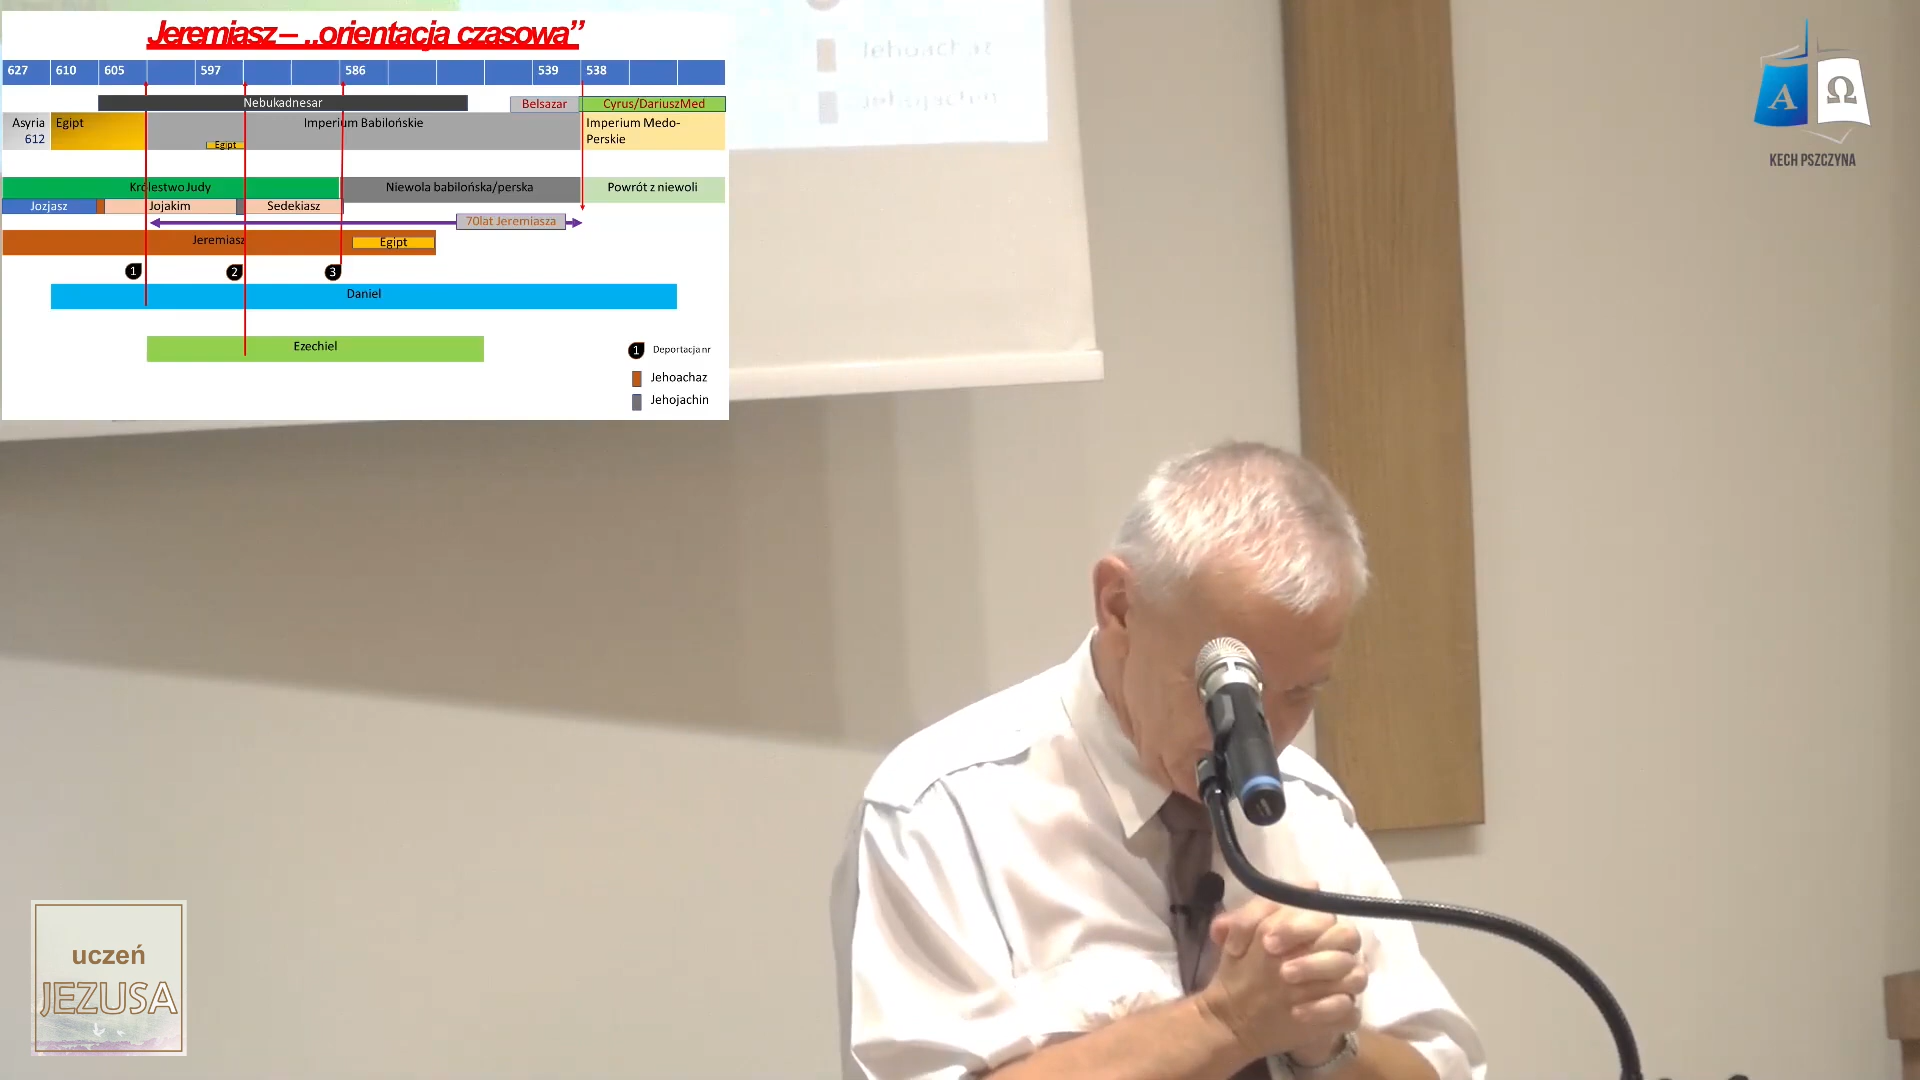 Jeremiasz – „orientacja czasowa”
627 610 605 597 586 539 538
Nebukadnesar Belsazar Cyrus/DariuszMed
Asyria Egipt Imperium Babilońskie Imperium Medo-
612 Egipt Perskie
Królestwo Judy Niewola babilońska/perska Powrót z niewoli
Jozjasz Jojakim Sedekiasz
70lat Jeremiasza
Jeremiasz Egipt
1 2 3
Daniel
Ezechiel
1 Deportacja nr
Jehoachaz
Jehojachin
Jehoachaz
Jehojachin
A Ω
KECH PSZCZYNA
uczeń
JEZUSA